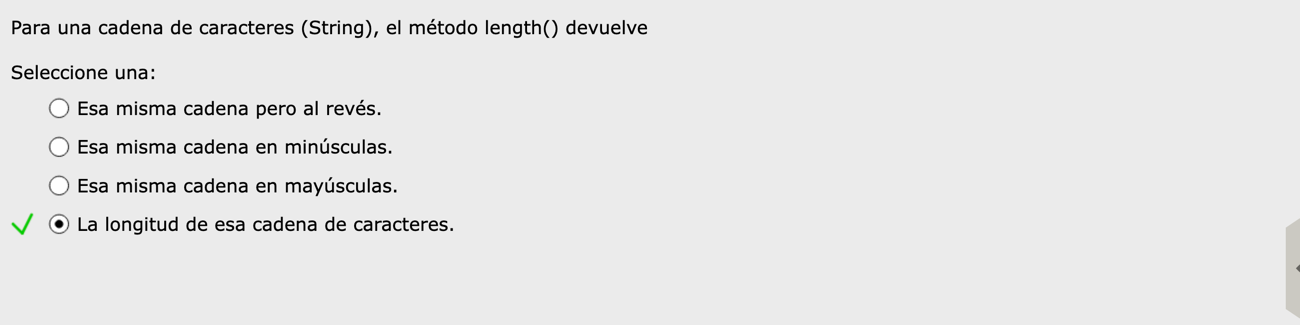 Para una cadena de caracteres (String), el método length() devuelve
Seleccione una:
Esa misma cadena pero al revés.
Esa misma cadena en minúsculas.
Esa misma cadena en mayúsculas.
La longitud de esa cadena de caracteres.